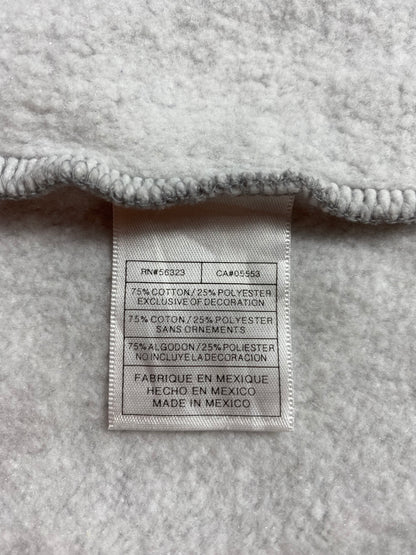 RN#56323 CA#05553
75% COTTON/25% POLYESTER
EXCLUSIVE OF DECORATION
75% COTON/25% POLYESTER
SANS ORNEMENTS
75% ALGODON/25% POLIESTER
NO INCLUYE LA DECORACION
FABRIQUE EN MEXIQUE
HECHO EN MEXICO
MADE IN MEXICO